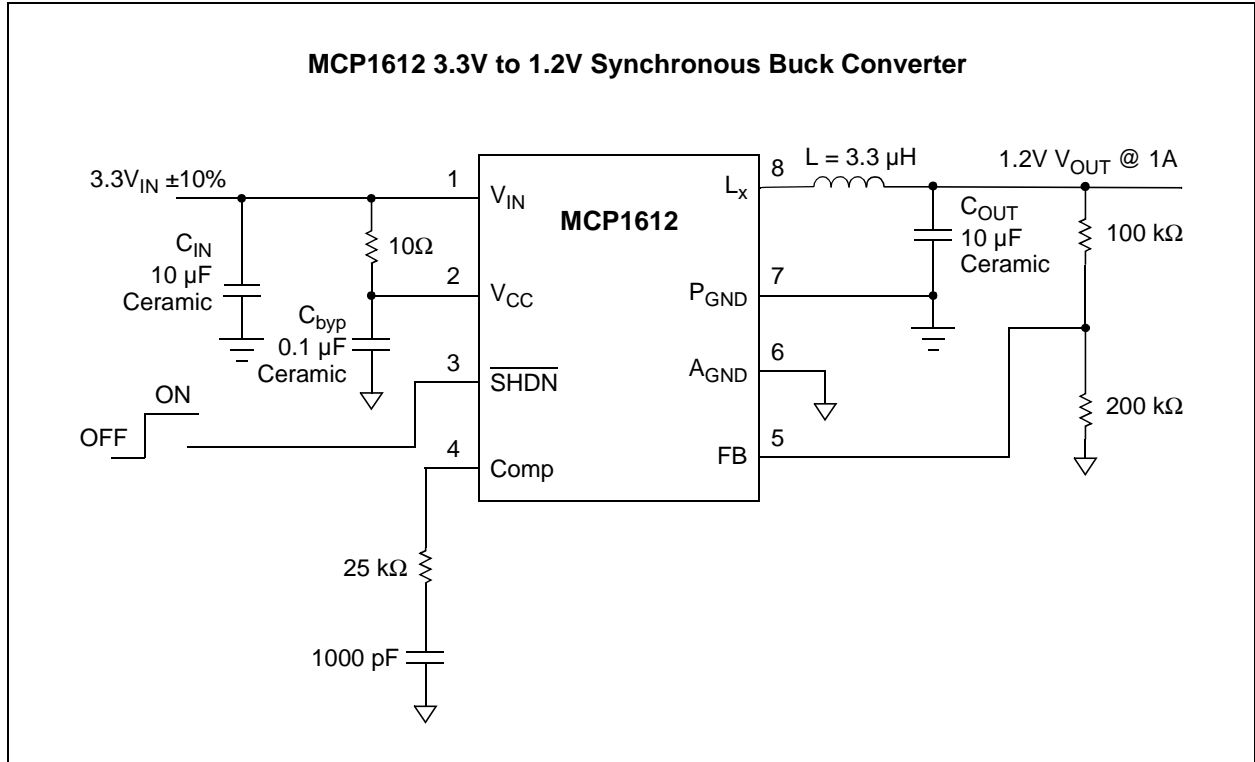 MCP1612 3.3V to 1.2V Synchronous Buck Converter
3.3VIN ±10%
CIN
10 µF
Ceramic
10Ω
Cbyp
0.1 µF
Ceramic
OFF
ON
25 kΩ
1000 pF
1
VIN
2
VCC
3
SHDN
4
Comp
MCP1612
8
Lx
7
PGND
6
AGND
5
FB
L = 3.3 µH
1.2V VOUT @ 1A
COUT
10 µF
Ceramic
100 kΩ
200 kΩ